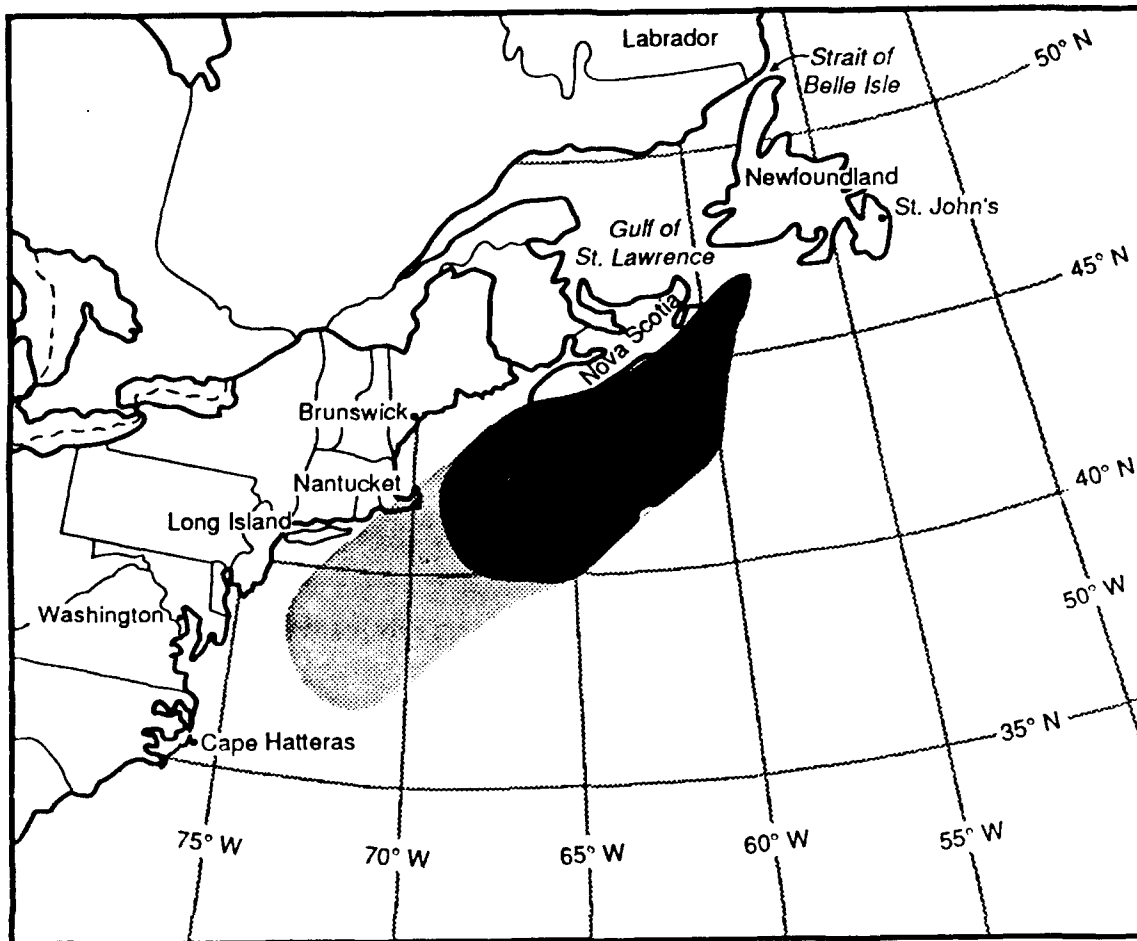 Labrador
Strait of
Belle Isle
50° N
Newfoundland
St. John's
Gulf of
St. Lawrence
45° N
Nova Scotia
Brunswick
Nantucket
40° N
Long Island
50° W
Washington
35° N
Cape Hatteras
75° W
70° W
65° W
60° W
55° W